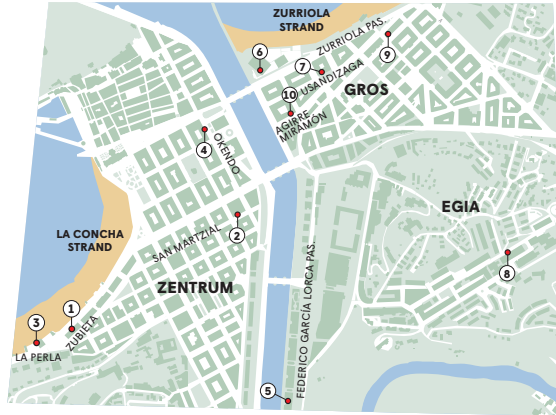 ZURRIOLA
STRAND
ZURRIOLA PAS.
6
7
9
USANDIZAGA
GROS
10
AGIRRE
MIRAMÓN
4
OKENDO
EGIA
LA CONCHA
STRAND
SAN MARTZIAL
2
8
ZENTRUM
FEDERICO GARCÍA LORCA PAS.
1
3
ZUBIETA
LA PERLA
5